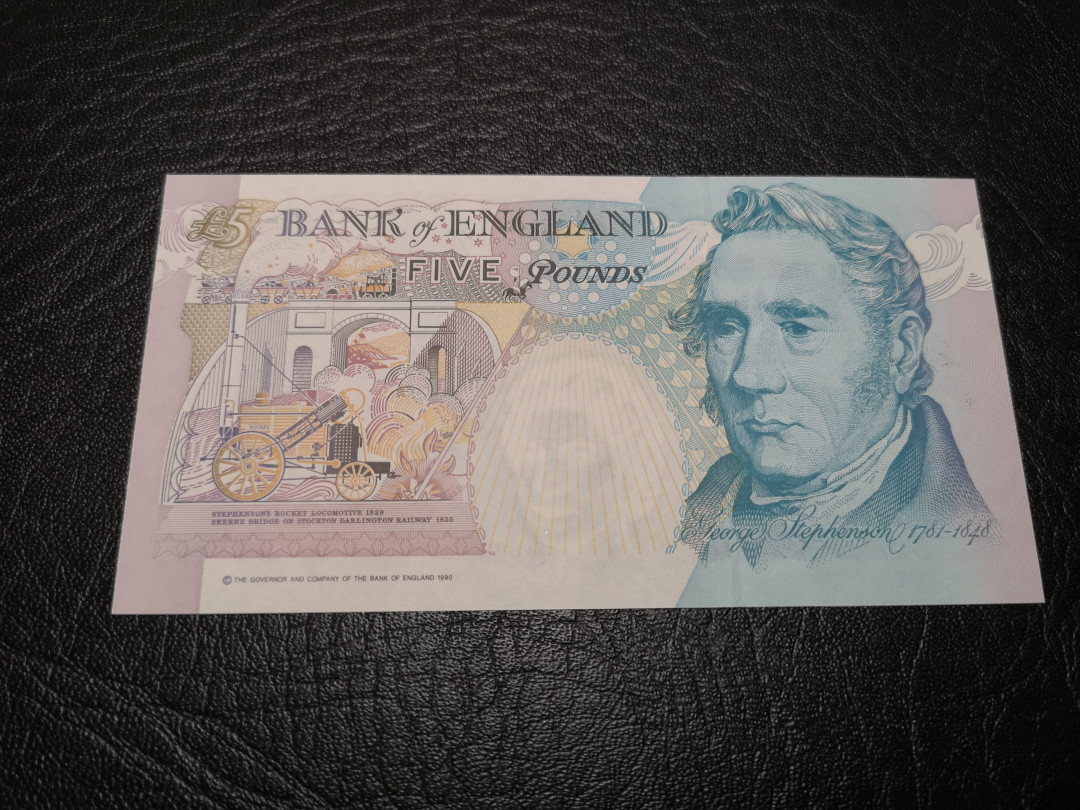 £5 BANK of ENGLAND
FIVE POUNDS
STEPHENSON'S ROCKET LOCOMOTIVE 1829
SKERNE BRIDGE ON STOCKTON DARLINGTON RAILWAY 1825
George Stephenson 1781-1848
© THE GOVERNOR AND COMPANY OF THE BANK OF ENGLAND 1990